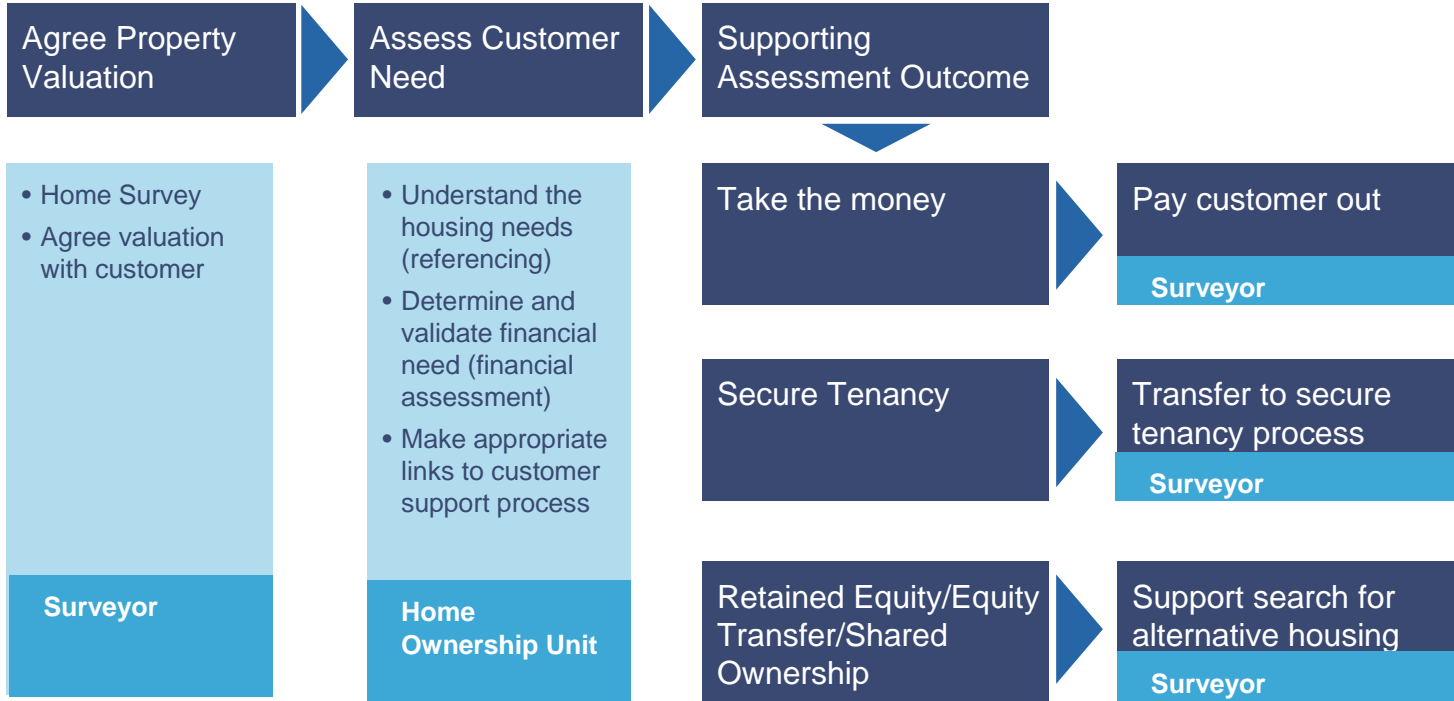 Agree Property
Valuation
Assess Customer
Need
Supporting
Assessment Outcome
• Home Survey
• Agree valuation
with customer
Surveyor
• Understand the
housing needs
(referencing)
• Determine and
validate financial
need (financial
assessment)
• Make appropriate
links to customer
support process
Home
Ownership Unit
Take the money
Pay customer out
Surveyor
Secure Tenancy
Transfer to secure
tenancy process
Surveyor
Retained Equity/Equity
Transfer/Shared
Ownership
Support search for
alternative housing
Surveyor